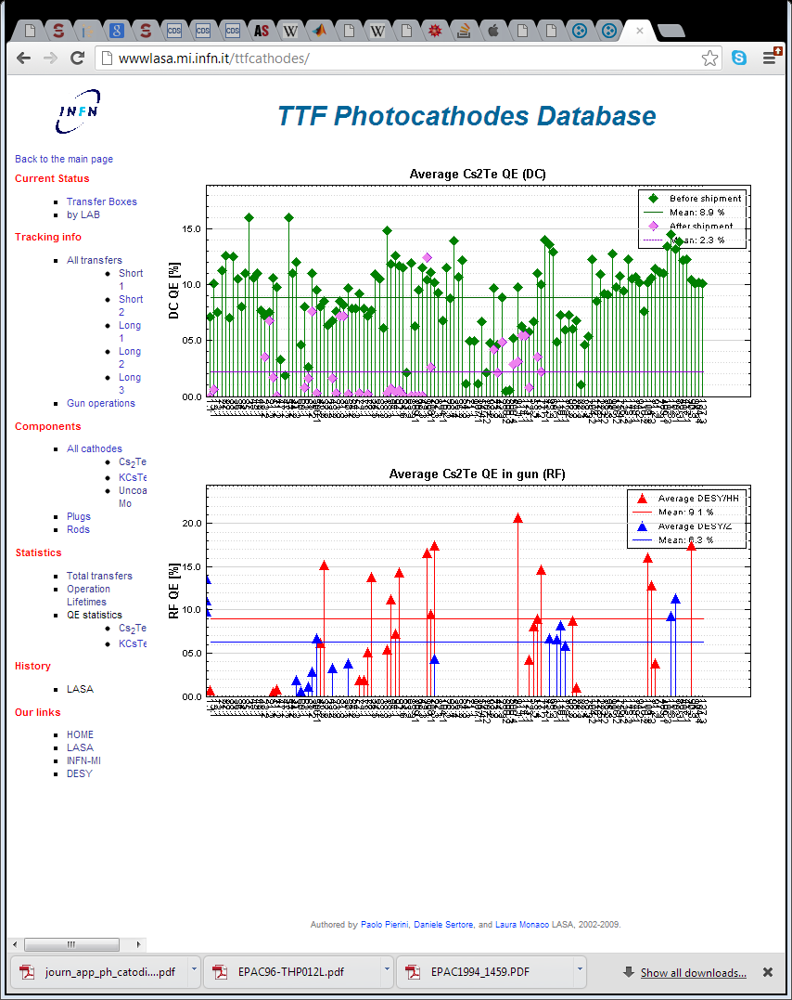 S
8
S
CDS
CDS
CDS
AS
W
W
wwwlasa.mi.infn.it/ttfcathodes/
INFN
TTF Photocathodes Database
Back to the main page
Current Status
Transfer Boxes
by LAB
Tracking info
All transfers
Short
1
Short
2
Long
1
Long
2
Long
3
Gun operations
Components
All cathodes
Cs2Te
KCsTe
Uncoa
Mo
Plugs
Rods
Statistics
Total transfers
Operation
Lifetimes
QE statistics
Cs2Te
KCsTe
History
LASA
Our links
HOME
LASA
INFN-MI
DESY
Average Cs2Te QE (DC)
Before shipment
Mean: 8.9 %
After shipment
Mean: 2.3 %
DC QE [%]
15.0
10.0
05.0
00.0
Average Cs2Te QE in gun (RF)
Average DESY/HH
Mean: 9.1 %
Average DESY/Z
Mean: 6.3 %
RF QE [%]
20.0
15.0
10.0
05.0
00.0
Authored by Paolo Pierini, Daniele Sertore, and Laura Monaco LASA, 2002-2009.
journ_app_ph_catodi....pdf
EPAC96-THP012L.pdf
EPAC1994_1459.PDF
Show all downloads...